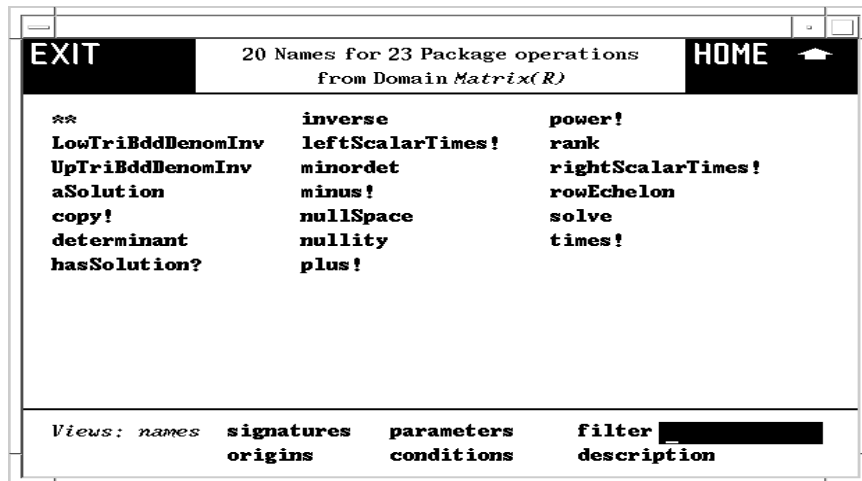 EXIT 20 Names for 23 Package operations HOME
from Domain Matrix(R)
** inverse power!
LowTriBddDenomInv leftScalarTimes! rank
UpTriBddDenomInv minordet rightScalarTimes!
aSolution minus! rowEchelon
copy! nullSpace solve
determinant nullity times!
hasSolution? plus!
Views: names signatures parameters filter _
origins conditions description